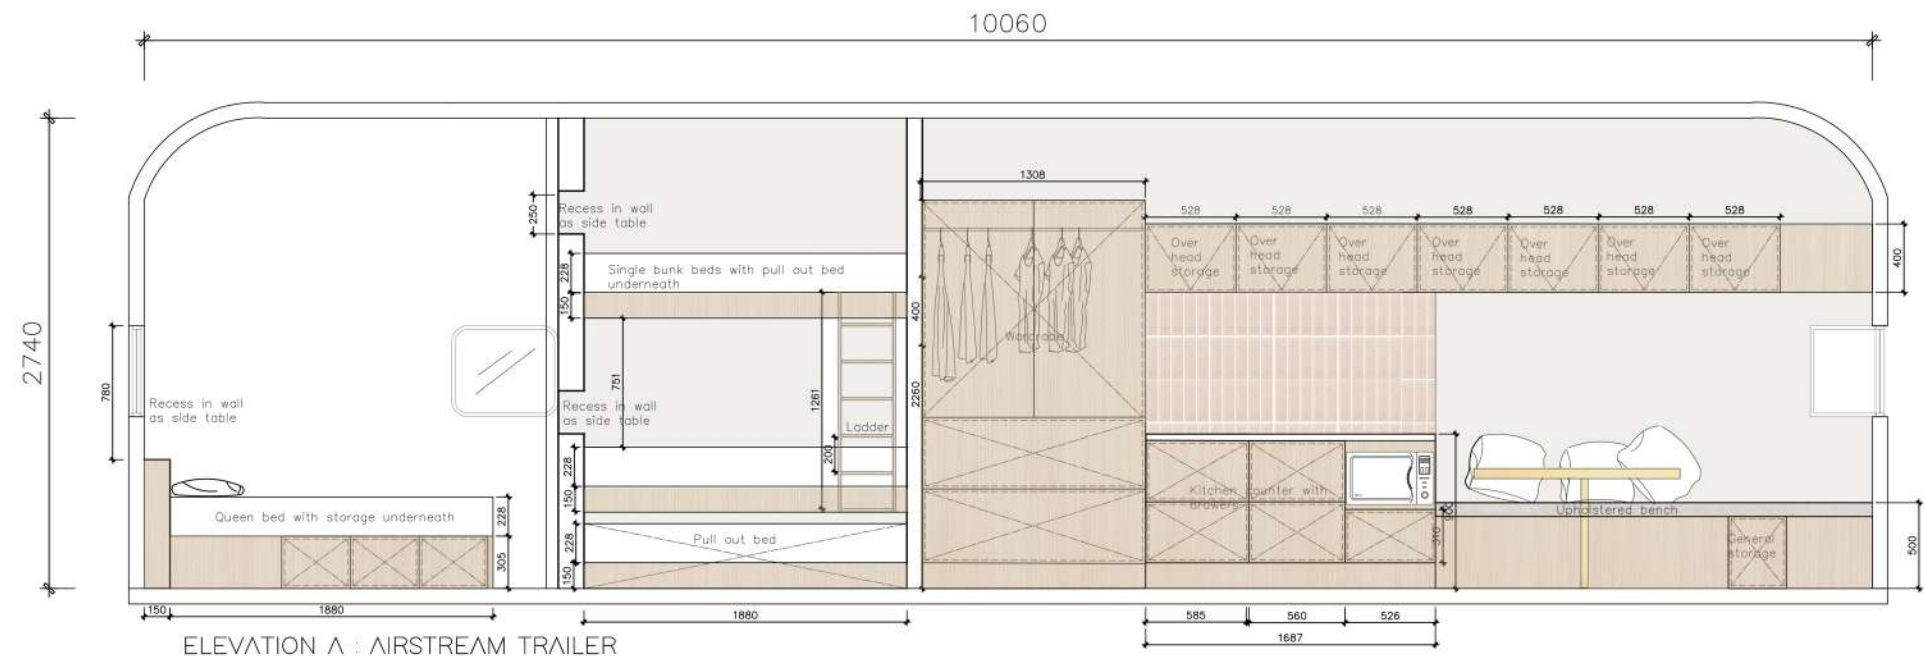 10060
2740
780
Recess in wall
as side table
Queen bed with storage underneath
228
305
150
1880
250
Recess in wall
as side table
228
Single bunk beds with pull out bed
underneath
150
751
1261
Ladder
200
Recess in wall
as side table
228
150
228
Pull out bed
150
1880
1308
400
2260
Wardrobe
528
528
528
528
528
528
528
Over
head
storage
Over
head
storage
Over
head
storage
Over
head
storage
Over
head
storage
Over
head
storage
Over
head
storage
400
Kitchen counter with
drawers
310
900
Upholstered bench
General
storage
500
585
560
526
1687
ELEVATION A : AIRSTREAM TRAILER